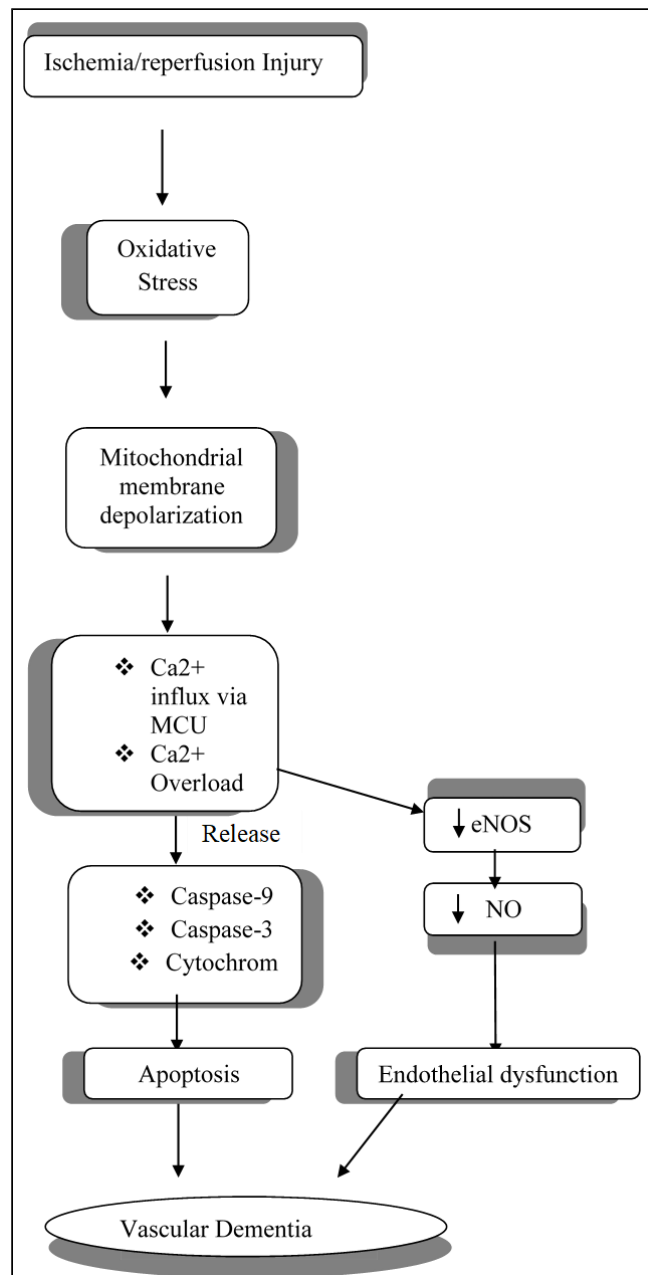 Ischemia/reperfusion Injury
Oxidative
Stress
Mitochondrial
membrane
depolarization
❖ Ca2+
influx via
MCU
❖ Ca2+
Overload
Release
❖ Caspase-9
❖ Caspase-3
❖ Cytochrom
Apoptosis
↓ eNOS
↓ NO
Endothelial dysfunction
Vascular Dementia